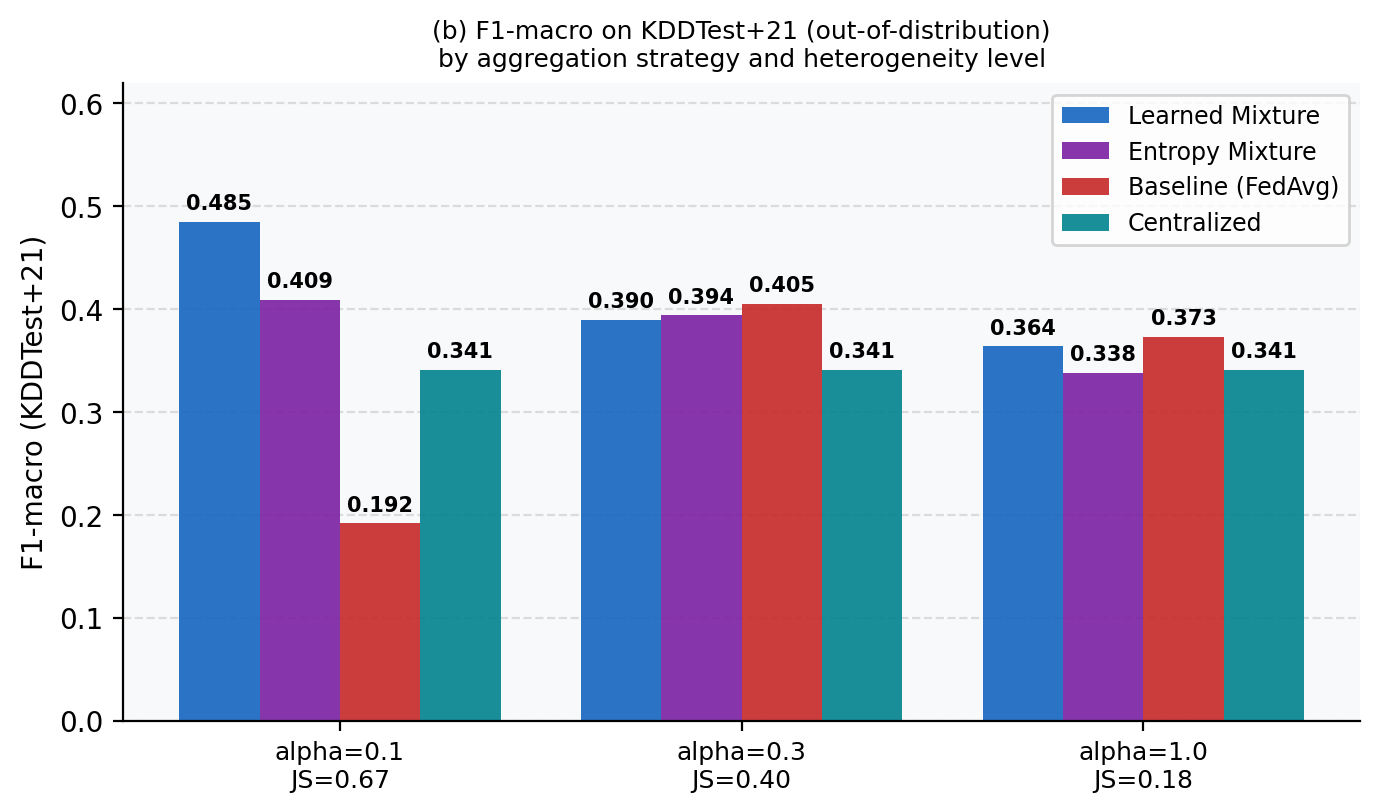 (b) F1-macro on KDDTest+21 (out-of-distribution)
by aggregation strategy and heterogeneity level
F1-macro (KDDTest+21)
0.6
0.5
0.4
0.3
0.2
0.1
0.0
Learned Mixture
Entropy Mixture
Baseline (FedAvg)
Centralized
0.485
0.409
0.192
0.341
0.390
0.394
0.405
0.341
0.364
0.338
0.373
0.341
alpha=0.1
JS=0.67
alpha=0.3
JS=0.40
alpha=1.0
JS=0.18